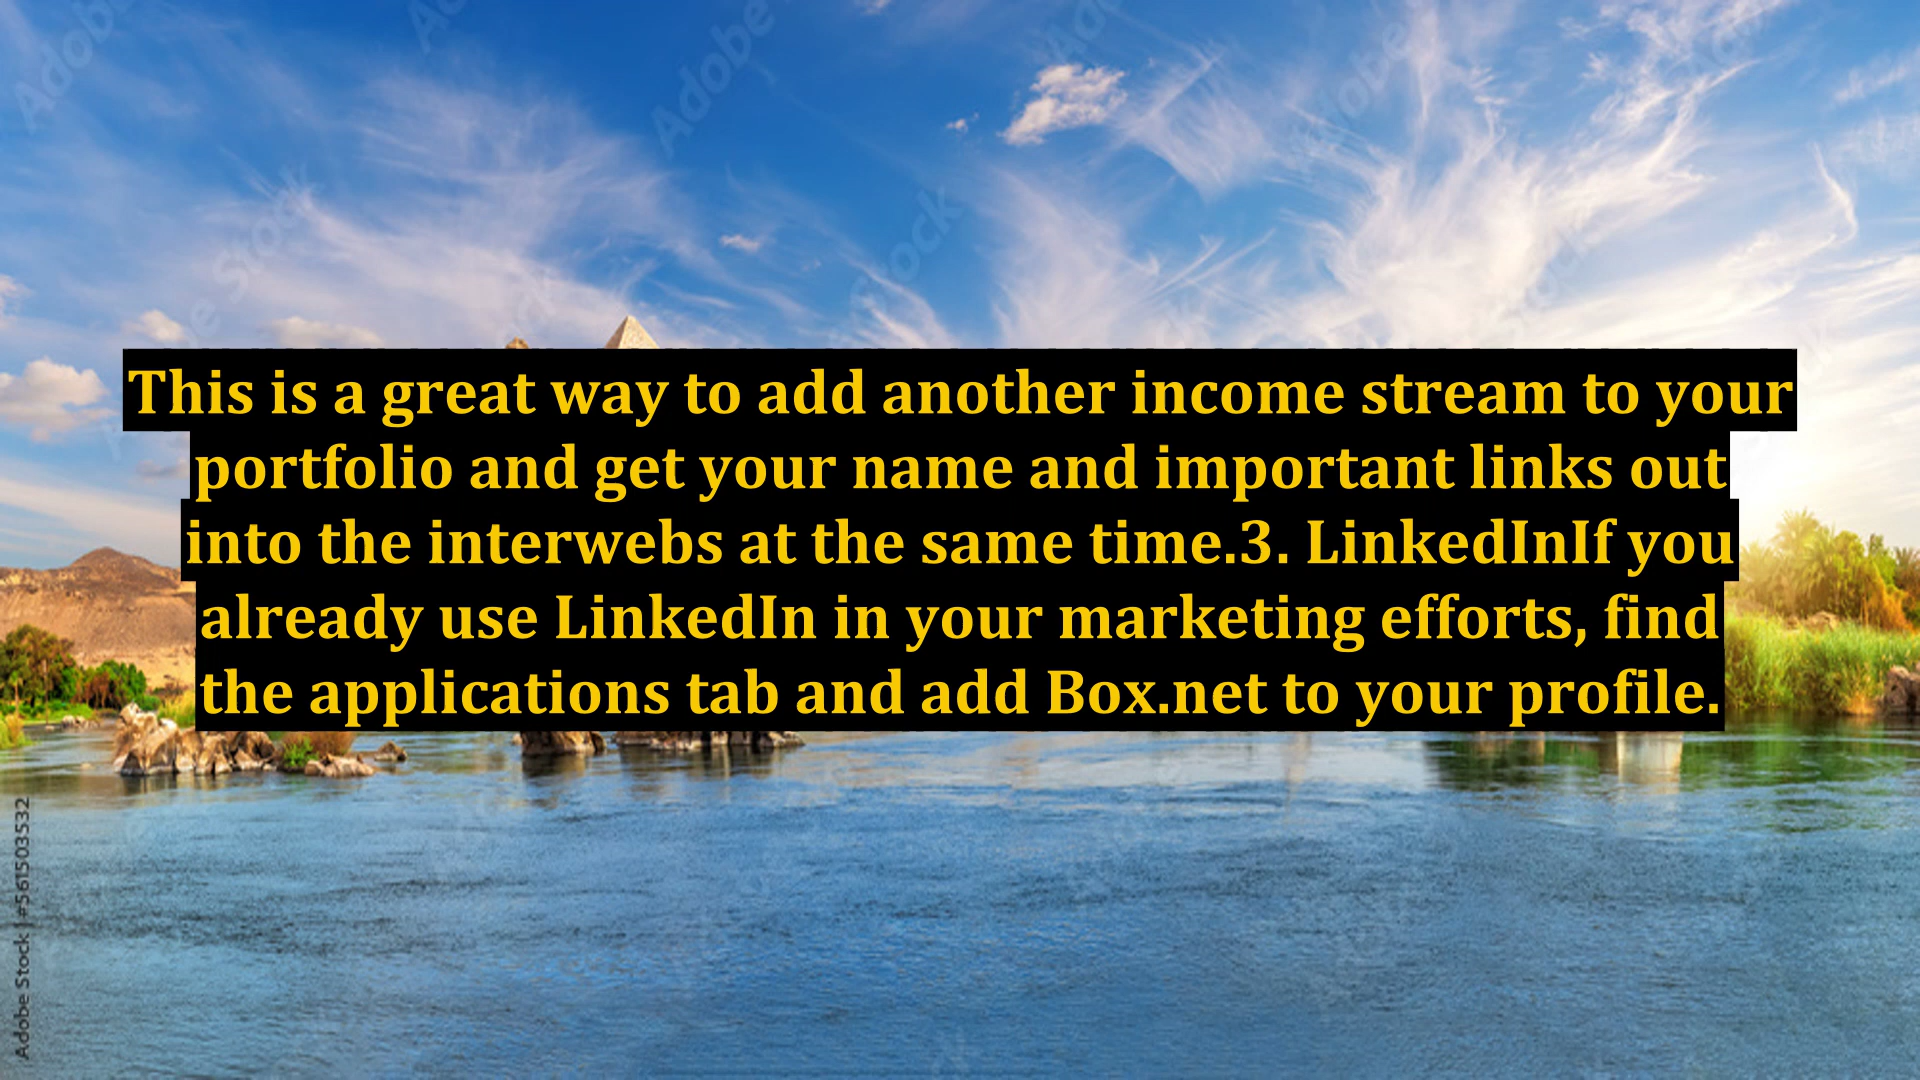 This is a great way to add another income stream to your
portfolio and get your name and important links out
into the interwebs at the same time.3. LinkedInIf you
already use LinkedIn in your marketing efforts, find
the applications tab and add Box.net to your profile.
Adobe Stock | #561503532